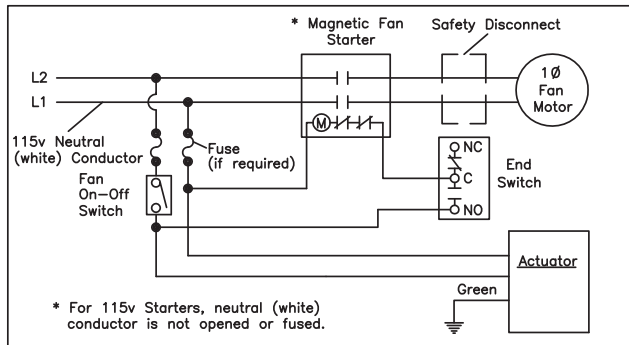 * Magnetic Fan
Starter
Safety Disconnect
L2
L1
1Ø
Fan
Motor
115v Neutral
(white) Conductor
M
Fuse
(if required)
NC
C
NO
End
Switch
Fan
On-Off
Switch
Actuator
Green
* For 115v Starters, neutral (white)
conductor is not opened or fused.